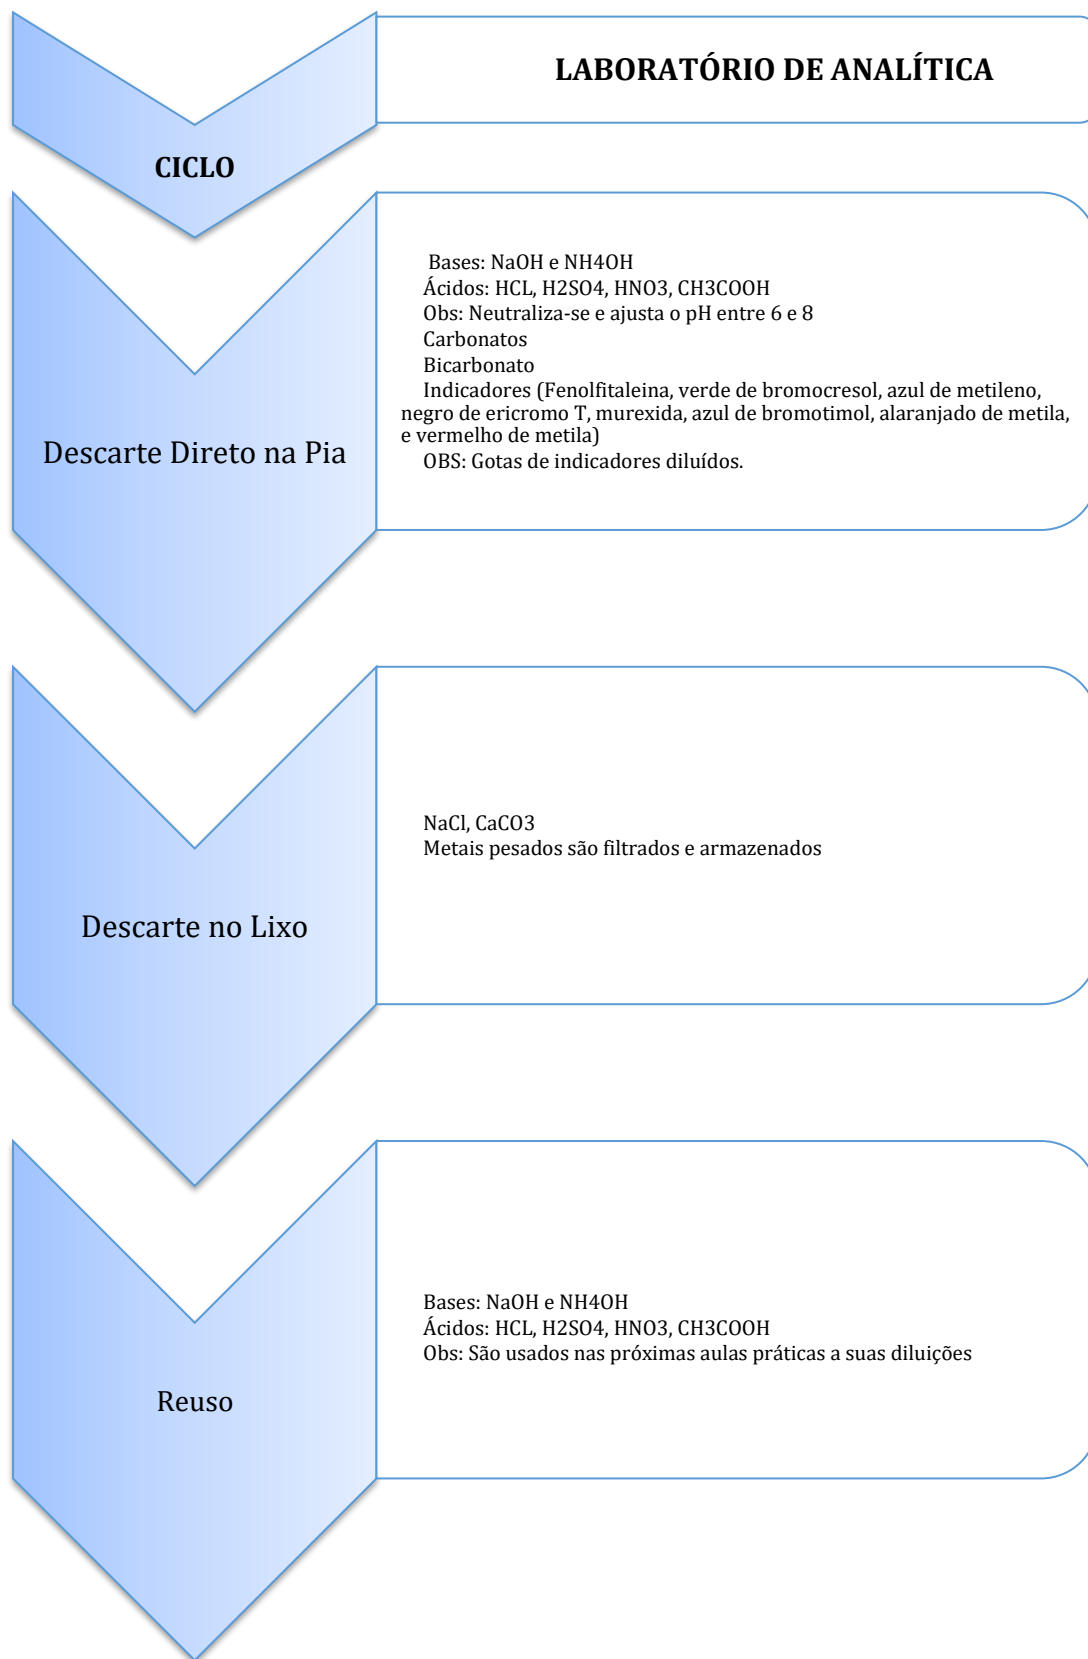 LABORATÓRIO DE ANALÍTICA
CICLO
Descarte Direto na Pia
Bases: NaOH e NH4OH
Ácidos: HCL, H2SO4, HNO3, CH3COOH
Obs: Neutraliza-se e ajusta o pH entre 6 e 8
Carbonatos
Bicarbonato
Indicadores (Fenolfitaleina, verde de bromocresol, azul de metileno,
negro de ericromo T, murexida, azul de bromotimol, alaranjado de metila,
e vermelho de metila)
OBS: Gotas de indicadores diluídos.
Descarte no Lixo
NaCl, CaCO3
Metais pesados são filtrados e armazenados
Reuso
Bases: NaOH e NH4OH
Ácidos: HCL, H2SO4, HNO3, CH3COOH
Obs: São usados nas próximas aulas práticas a suas diluições